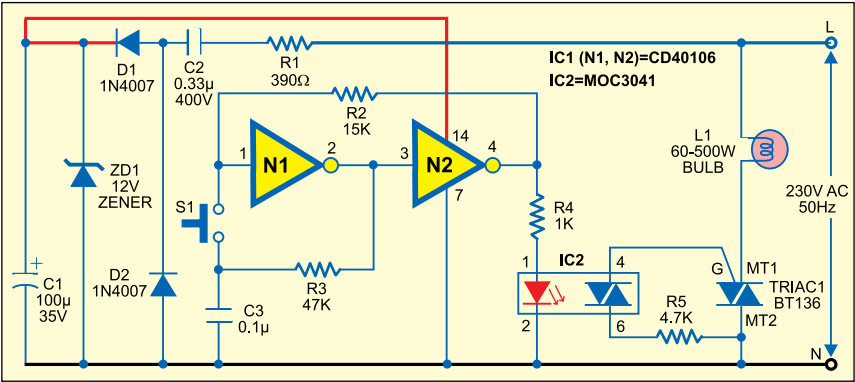 L
D1
1N4007
C2
0.33µ
400V
R1
390Ω
IC1 (N1, N2)=CD40106
IC2=MOC3041
R2
15K
14
1
N1
2
3
N2
4
7
L1
60-500W
BULB
230V AC
50Hz
ZD1
12V
ZENER
S1
R4
1K
+
C1
100µ
35V
D2
1N4007
R3
47K
C3
0.1µ
1
IC2
4
2
6
G
MT1
TRIAC1
BT136
MT2
R5
4.7K
N